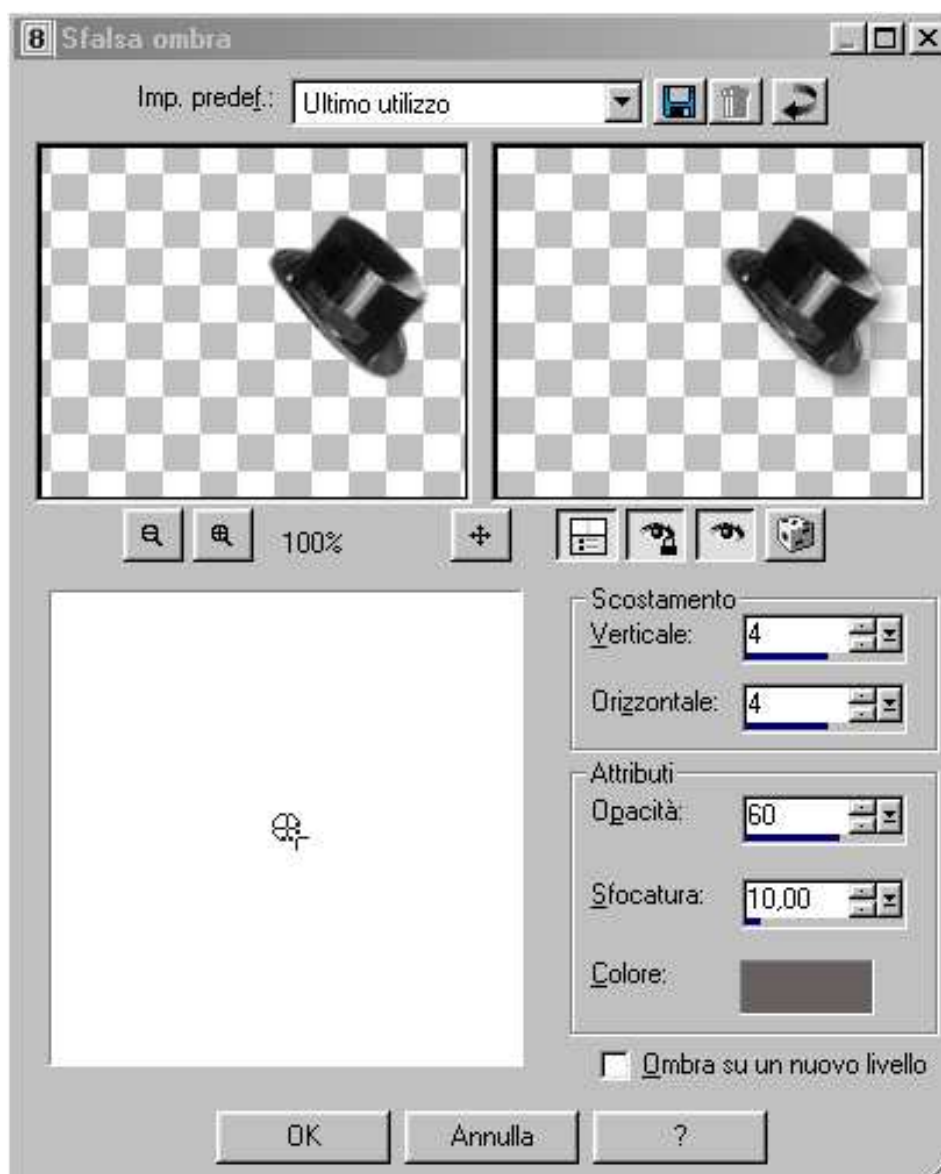 8 Sfalsa ombra
Imp. predef.: Ultimo utilizzo
100%
Scostamento
Verticale: 4
Orizzontale: 4
Attributi
Opacità: 60
Sfocatura: 10,00
Colore:
Ombra su un nuovo livello
OK Annulla ?